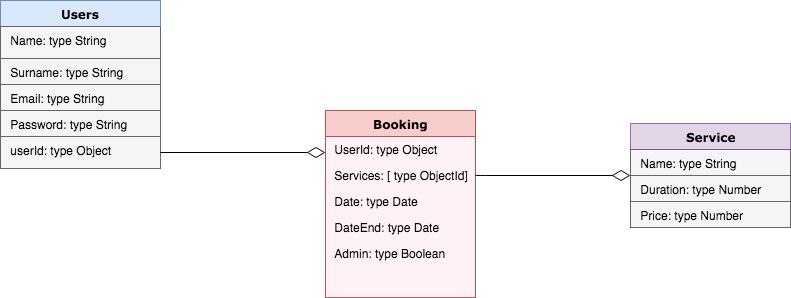 Users
Name: type String
Surname: type String
Email: type String
Password: type String
userId: type Object
Booking
UserId: type Object
Services: [ type ObjectId]
Date: type Date
DateEnd: type Date
Admin: type Boolean
Service
Name: type String
Duration: type Number
Price: type Number